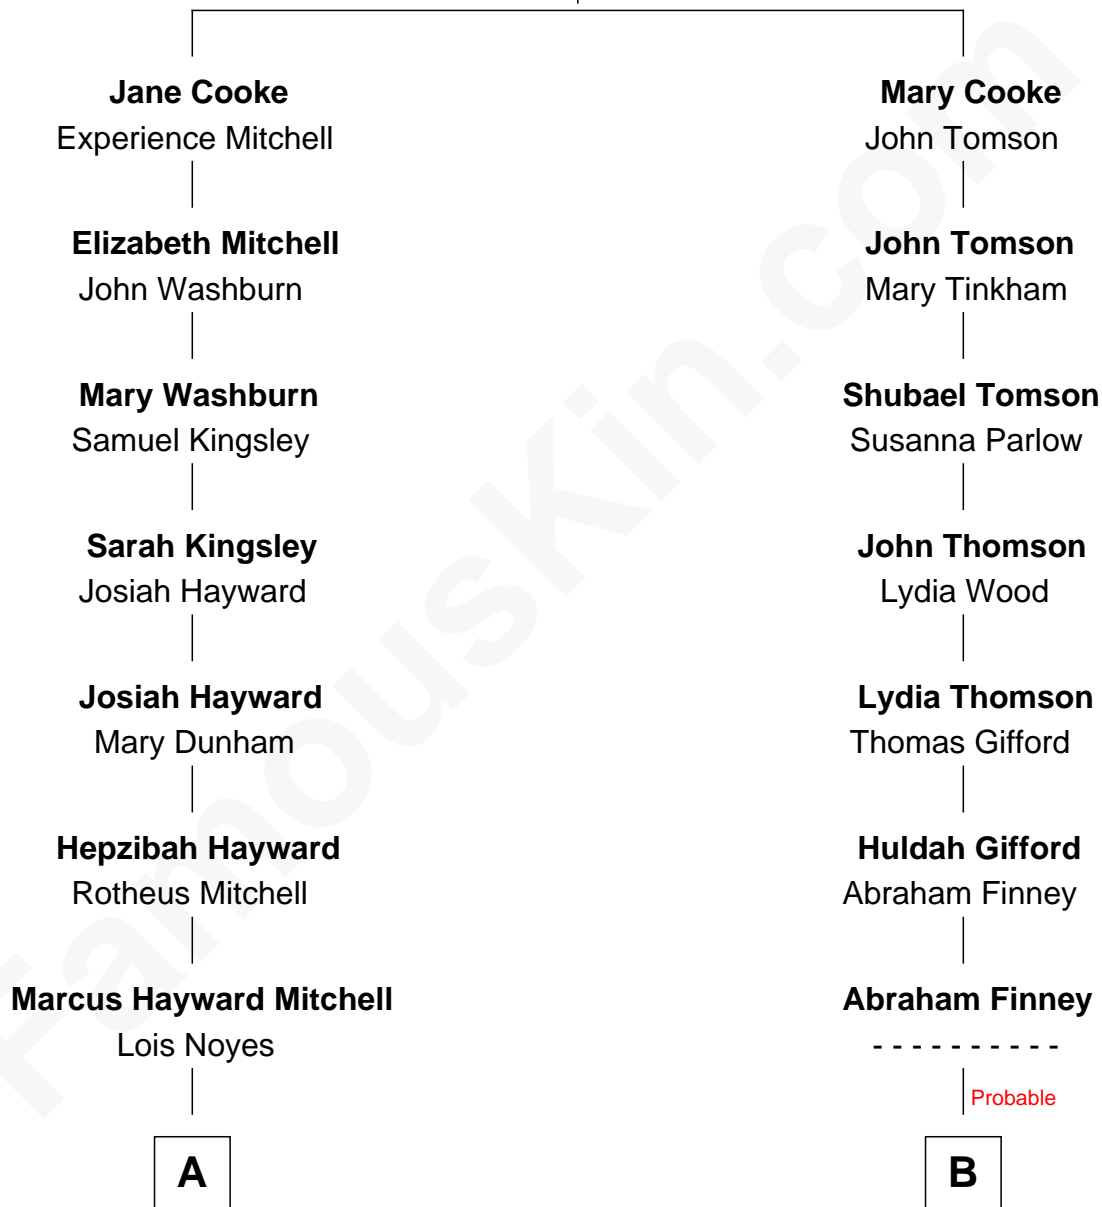 Jane Cooke
Experience Mitchell
Elizabeth Mitchell
John Washburn
Mary Washburn
Samuel Kingsley
Sarah Kingsley
Josiah Hayward
Josiah Hayward
Mary Dunham
Hepzibah Hayward
Rotheus Mitchell
Marcus Hayward Mitchell
Lois Noyes
A
Mary Cooke
John Tomson
John Tomson
Mary Tinkham
Shubael Tomson
Susanna Parlow
John Thomson
Lydia Wood
Lydia Thomson
Thomas Gifford
Huldah Gifford
Abraham Finney
Abraham Finney
- - - - - - - - - -
Probable
B
FamousKin.com